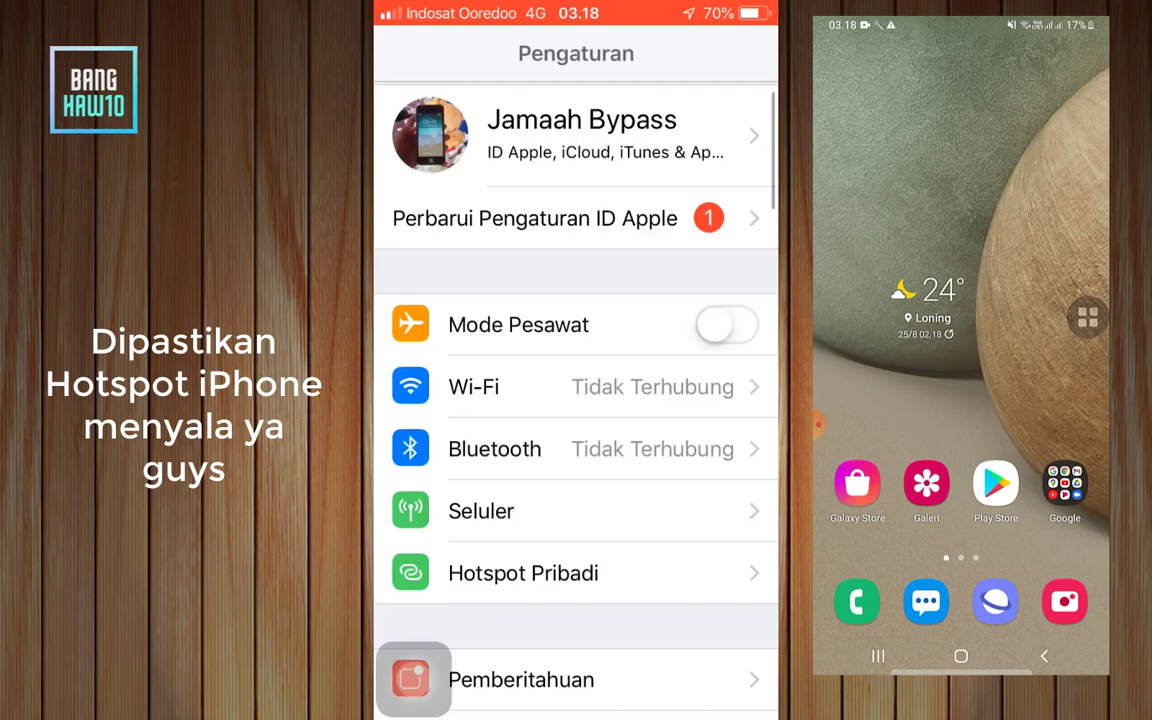 BANG
HAW10
Dipastikan
Hotspot iPhone
menyala ya
guys
Indosat Ooredoo 4G 03.18 70%
Pengaturan
Jamaah Bypass
ID Apple, iCloud, iTunes & Ap...
Perbarui Pengaturan ID Apple 1
Mode Pesawat
Wi-Fi Tidak Terhubung
Bluetooth Tidak Terhubung
Seluler
Hotspot Pribadi
Pemberitahuan
03.18 17%
24°
Loning
25/8 02.18
Galaxy Store Galeri Play Store Google